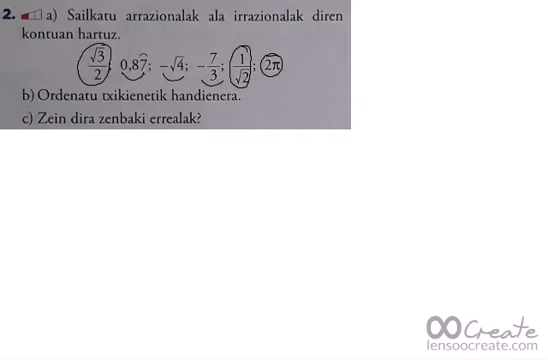 2. a) Sailkatu arrazionalak ala irrazionalak diren
kontuan hartuz.
√3/2; 0,87̂; −√4; −7/3; 1/√2; 2π
b) Ordenatu txikienetik handienera.
c) Zein dira zenbaki errealak?
Create
lensoocreate.com